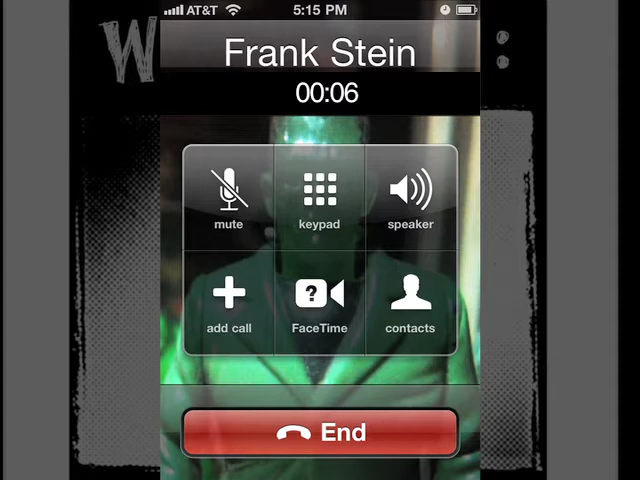 AT&T 5:15 PM
W :
Frank Stein
00:06
mute keypad speaker
?
add call FaceTime contacts
End